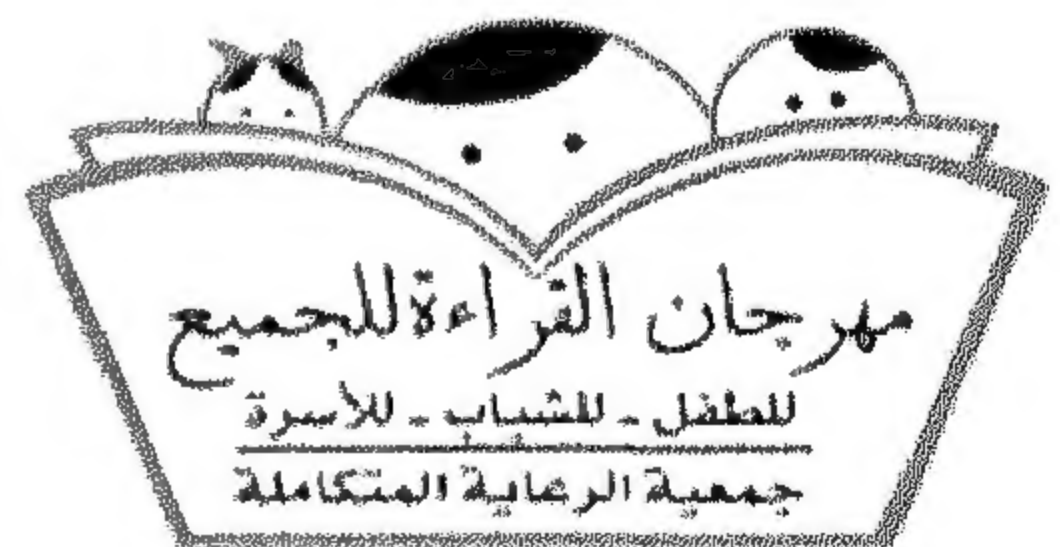 مهرجان القراءة للجميع
للطفل - للشباب - للأسرة
جمعية الرعاية المتكاملة